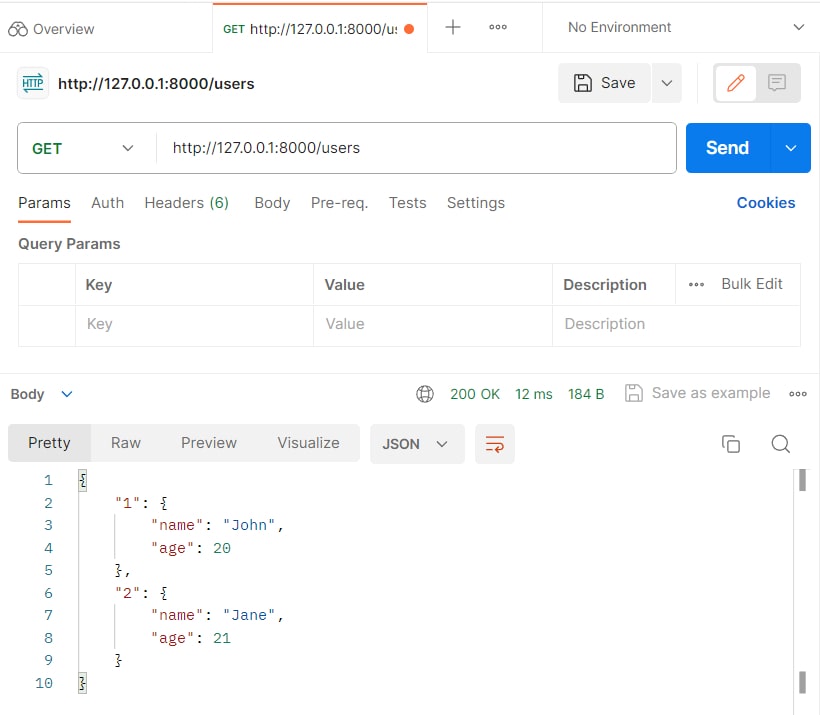 Overview
GET http://127.0.0.1:8000/us
No Environment
HTTP http://127.0.0.1:8000/users
Save
GET http://127.0.0.1:8000/users Send
Params Auth Headers (6) Body Pre-req. Tests Settings Cookies
Query Params
Key Value Description Bulk Edit
Key Value Description
Body 200 OK 12 ms 184 B Save as example
Pretty Raw Preview Visualize JSON
1 {
2 "1": {
3 "name": "John",
4 "age": 20
5 },
6 "2": {
7 "name": "Jane",
8 "age": 21
9 }
10 }